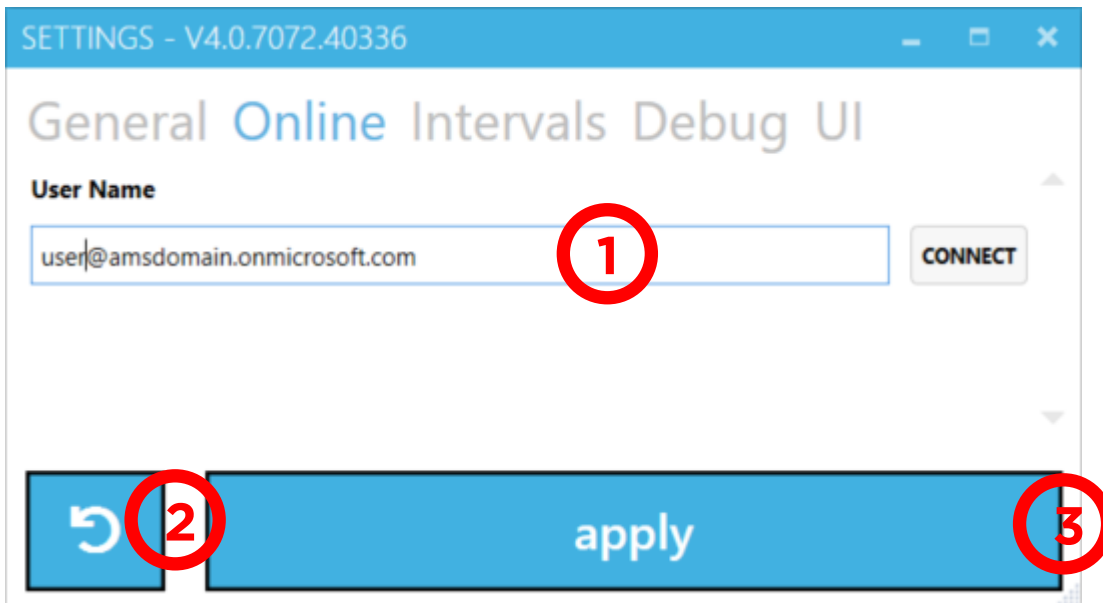 SETTINGS - V4.0.7072.40336
General Online Intervals Debug UI
User Name
user@amsdomain.onmicrosoft.com 1 CONNECT
2 apply 3